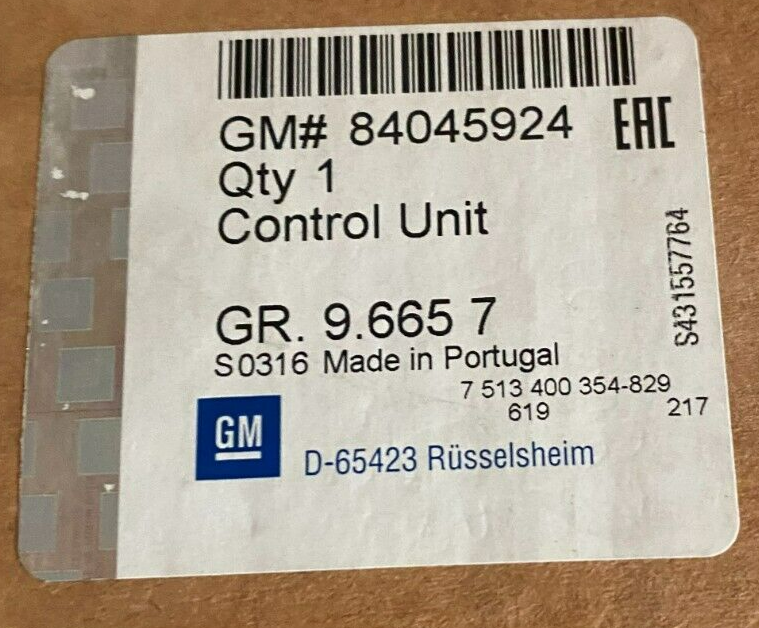 GM# 84045924
EAC
Qty 1
Control Unit
S431557764
GR. 9.665 7
S0316 Made in Portugal
7 513 400 354-829
619
217
GM
D-65423 Rüsselsheim